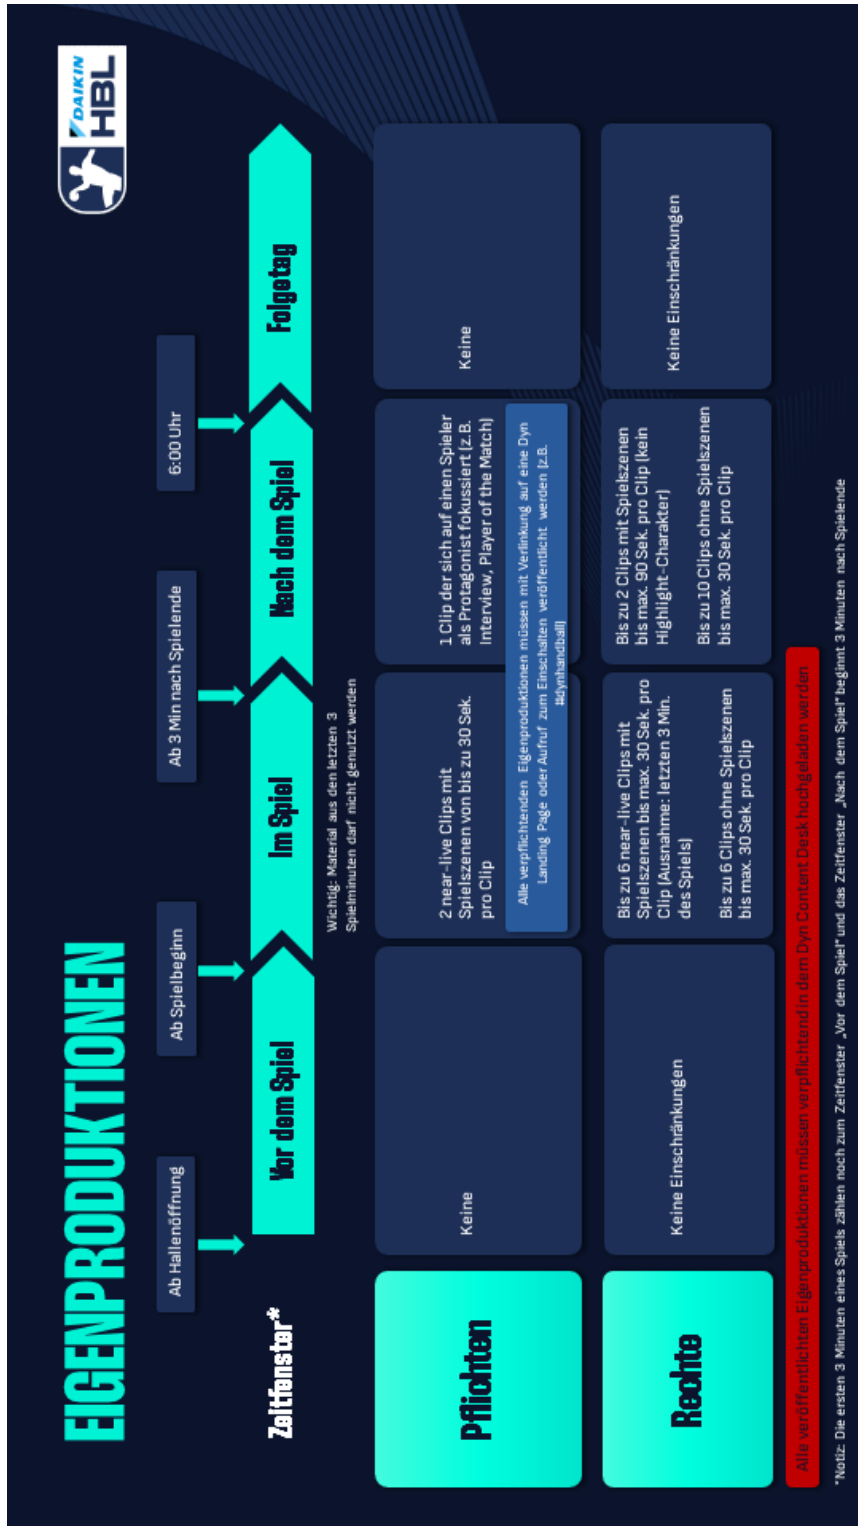 EIGENPRODUKTIONEN
DAIKIN
HBL
Ab Hallenöffnung
Ab Spielbeginn
Ab 3 Min nach Spielende
6:00 Uhr
Zeitfenster*
Vor dem Spiel
Im Spiel
Nach dem Spiel
Folgetag
Wichtig: Material aus den letzten 3
Spielminuten darf nicht genutzt werden
Pflichten
Keine
2 near-live Clips mit
Spielszenen von bis zu 30 Sek.
pro Clip
1 Clip der sich auf einen Spieler
als Protagonist fokussiert (z.B.
Interview, Player of the Match)
Keine
Alle verpflichtenden Eigenproduktionen müssen mit Verlinkung auf eine Dyn
Landing Page oder Aufruf zum Einschalten veröffentlicht werden (z.B.
#dynhandball)
Rechte
Keine Einschränkungen
Bis zu 6 near-live Clips mit
Spielszenen bis max. 30 Sek. pro
Clip (Ausnahme: letzten 3 Min.
des Spiels)
Bis zu 6 Clips ohne Spielszenen
bis max. 30 Sek. pro Clip
Bis zu 2 Clips mit Spielszenen
bis max. 90 Sek. pro Clip (kein
Highlight-Charakter)
Bis zu 10 Clips ohne Spielszenen
bis max. 30 Sek. pro Clip
Keine Einschränkungen
Alle veröffentlichten Eigenproduktionen müssen verpflichtend in dem Dyn Content Desk hochgeladen werden
*Notiz: Die ersten 3 Minuten eines Spiels zählen noch zum Zeitfenster „Vor dem Spiel" und das Zeitfenster „Nach dem Spiel" beginnt 3 Minuten nach Spielende